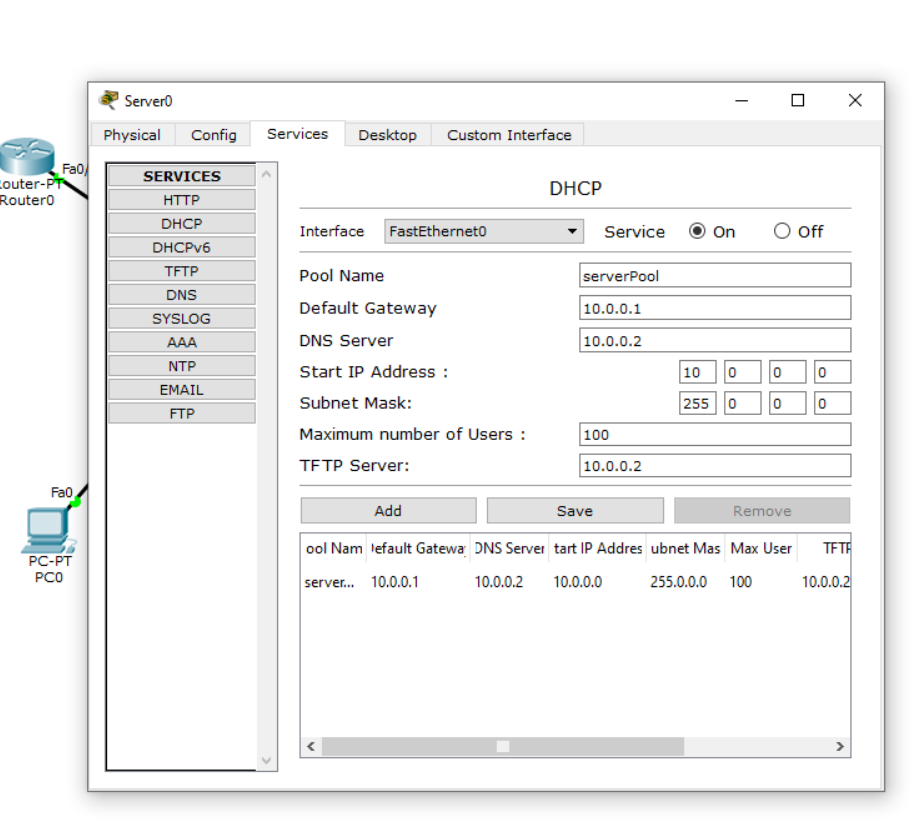 Server0
Physical Config Services Desktop Custom Interface
Fa0/
Router-PT
Router0
SERVICES
HTTP
DHCP
DHCPv6
TFTP
DNS
SYSLOG
AAA
NTP
EMAIL
FTP
DHCP
Interface FastEthernet0 Service On Off
Pool Name serverPool
Default Gateway 10.0.0.1
DNS Server 10.0.0.2
Start IP Address : 10 0 0 0
Subnet Mask: 255 0 0 0
Maximum number of Users : 100
TFTP Server: 10.0.0.2
Add Save Remove
ool Nam efault Gateway DNS Server tart IP Addres ubnet Mas Max User TFTP
server... 10.0.0.1 10.0.0.2 10.0.0.0 255.0.0.0 100 10.0.0.2
Fa0
PC-PT
PC0